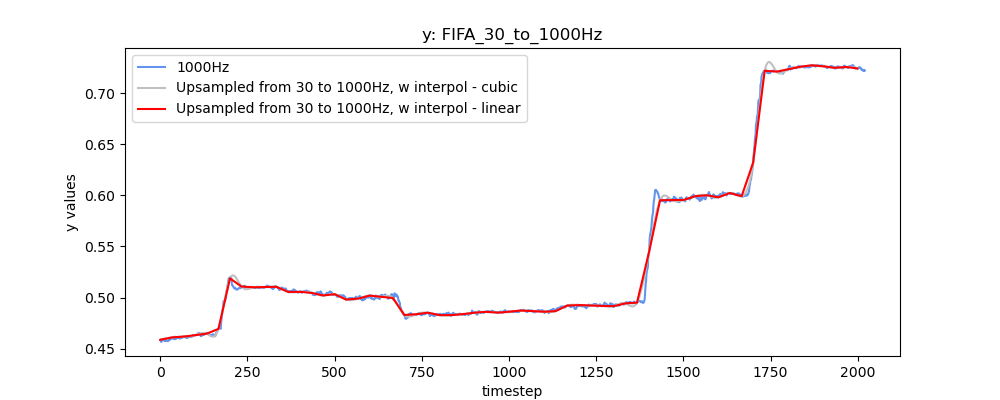 y: FIFA_30_to_1000Hz
1000Hz
Upsampled from 30 to 1000Hz, w interpol - cubic
Upsampled from 30 to 1000Hz, w interpol - linear
y values
0.70
0.65
0.60
0.55
0.50
0.45
0 250 500 750 1000 1250 1500 1750 2000
timestep